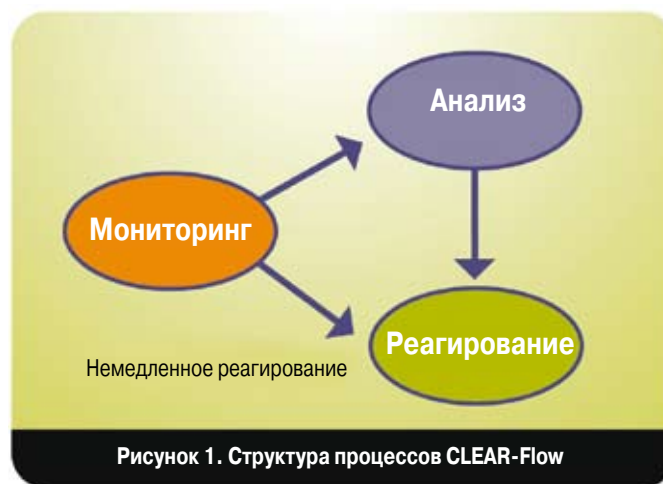 Анализ
Мониторинг
Реагирование
Немедленное реагирование
Рисунок 1. Структура процессов CLEAR-Flow